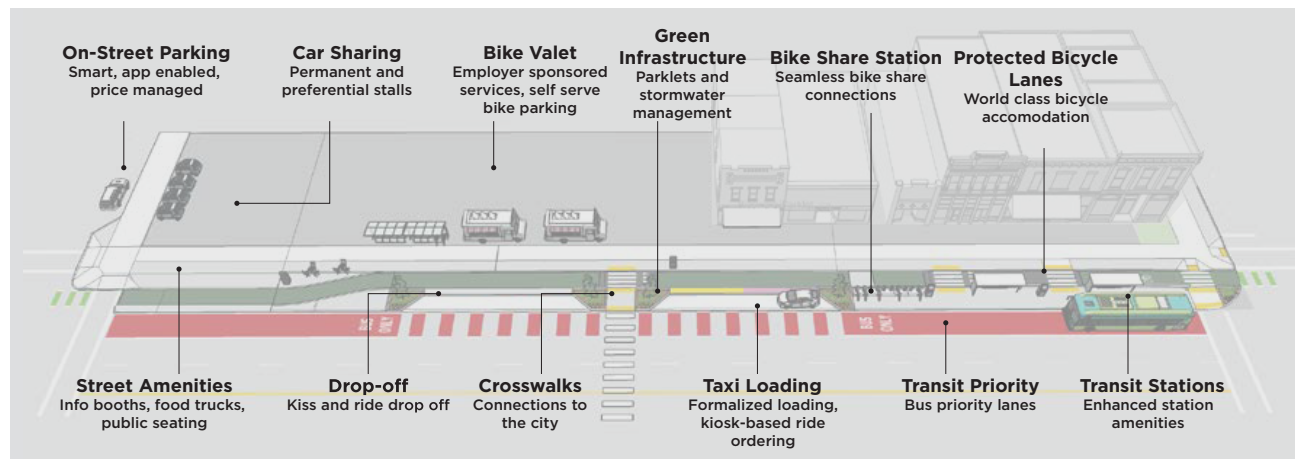 On-Street Parking
Smart, app enabled,
price managed
Car Sharing
Permanent and
preferential stalls
Bike Valet
Employer sponsored
services, self serve
bike parking
Green
Infrastructure
Parklets and
stormwater
management
Bike Share Station
Seamless bike share
connections
Protected Bicycle
Lanes
World class bicycle
accomodation
BUS
ONLY
BUS
ONLY
Street Amenities
Info booths, food trucks,
public seating
Drop-off
Kiss and ride drop off
Crosswalks
Connections to
the city
Taxi Loading
Formalized loading,
kiosk-based ride
ordering
Transit Priority
Bus priority lanes
Transit Stations
Enhanced station
amenities